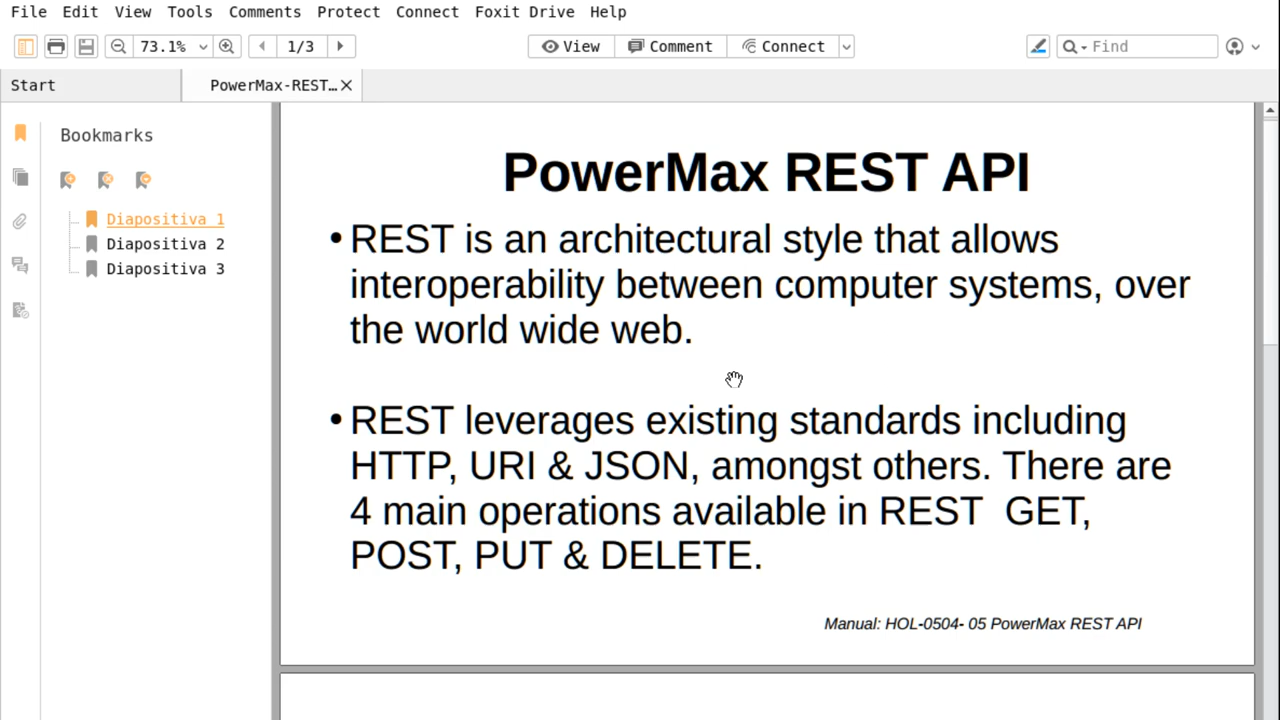 File Edit View Tools Comments Protect Connect Foxit Drive Help
73.1% 1/3 View Comment Connect Find
Start PowerMax-REST…
Bookmarks
Diapositiva 1
Diapositiva 2
Diapositiva 3
PowerMax REST API
• REST is an architectural style that allows
interoperability between computer systems, over
the world wide web.
• REST leverages existing standards including
HTTP, URI & JSON, amongst others. There are
4 main operations available in REST  GET,
POST, PUT & DELETE.
Manual: HOL-0504- 05 PowerMax REST API